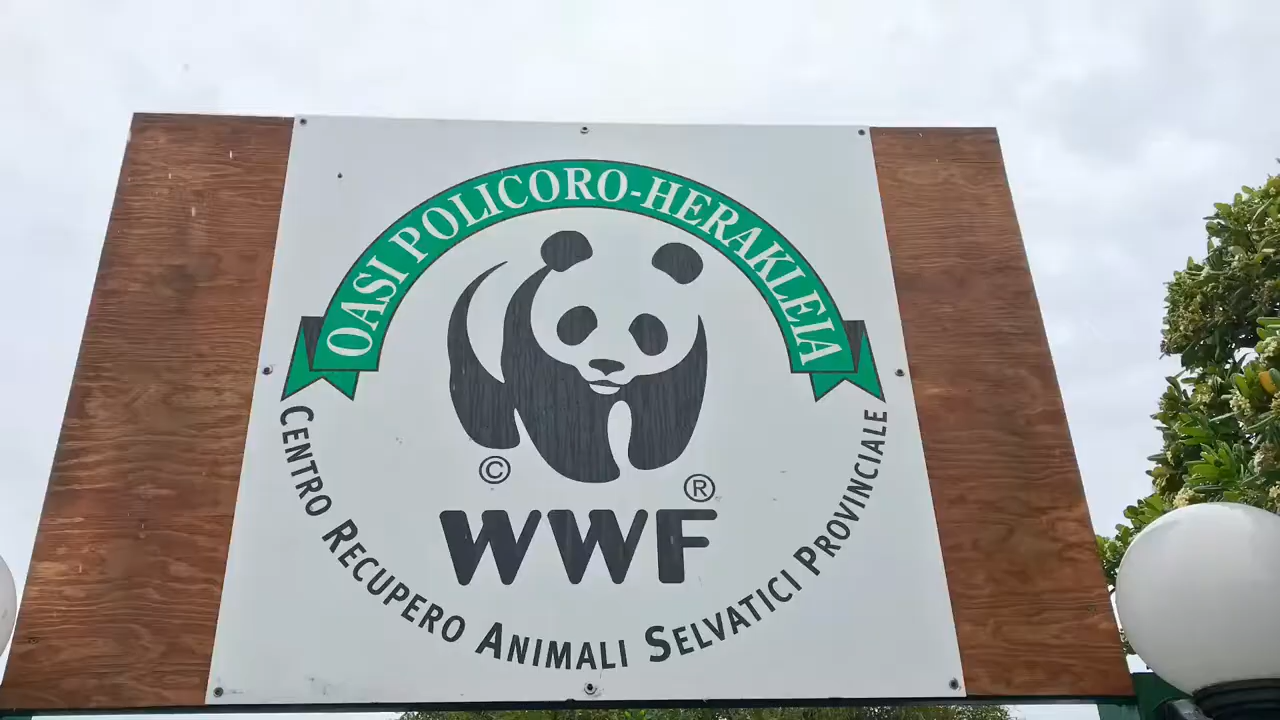 OASI POLICORO-HERAKLEIA
©
®
WWF
CENTRO RECUPERO ANIMALI SELVATICI PROVINCIALE